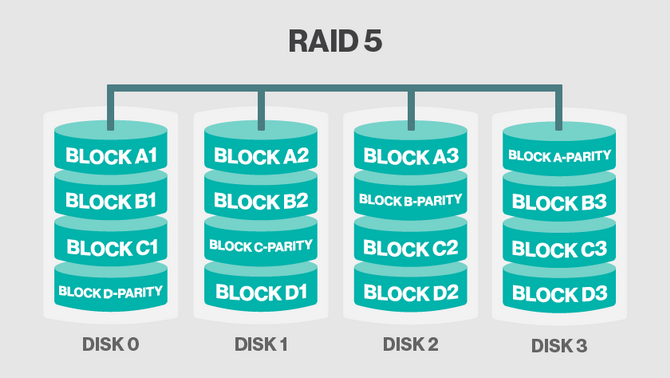 RAID 5
BLOCK A1
BLOCK A2
BLOCK A3
BLOCK A-PARITY
BLOCK B1
BLOCK B2
BLOCK B-PARITY
BLOCK B3
BLOCK C1
BLOCK C-PARITY
BLOCK C2
BLOCK C3
BLOCK D-PARITY
BLOCK D1
BLOCK D2
BLOCK D3
DISK 0
DISK 1
DISK 2
DISK 3